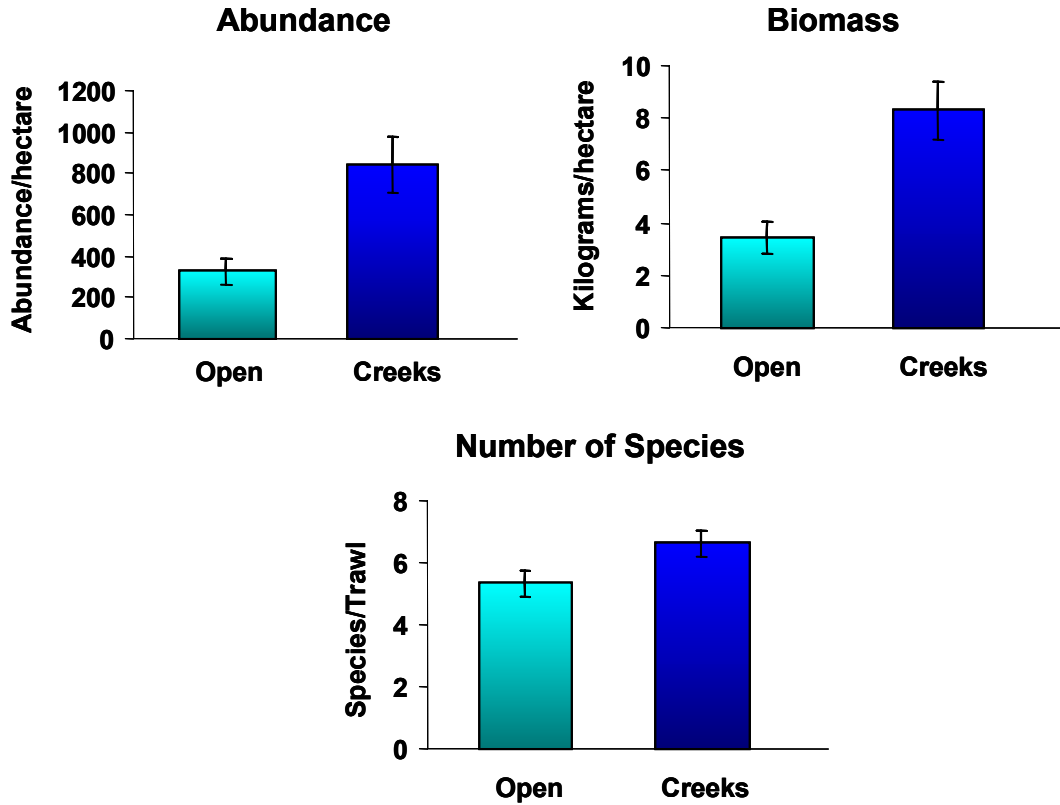 Abundance
Abundance/hectare
1200
1000
800
600
400
200
0
Open Creeks
Biomass
Kilograms/hectare
10
8
6
4
2
0
Open Creeks
Number of Species
Species/Trawl
8
6
4
2
0
Open Creeks